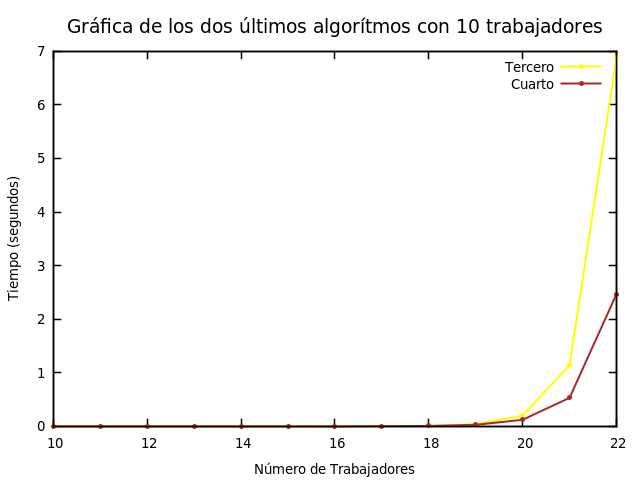 Gráfica de los dos últimos algorítmos con 10 trabajadores
7
6
5
4
3
2
1
0
Tiempo (segundos)
Tercero
Cuarto
10 12 14 16 18 20 22
Número de Trabajadores